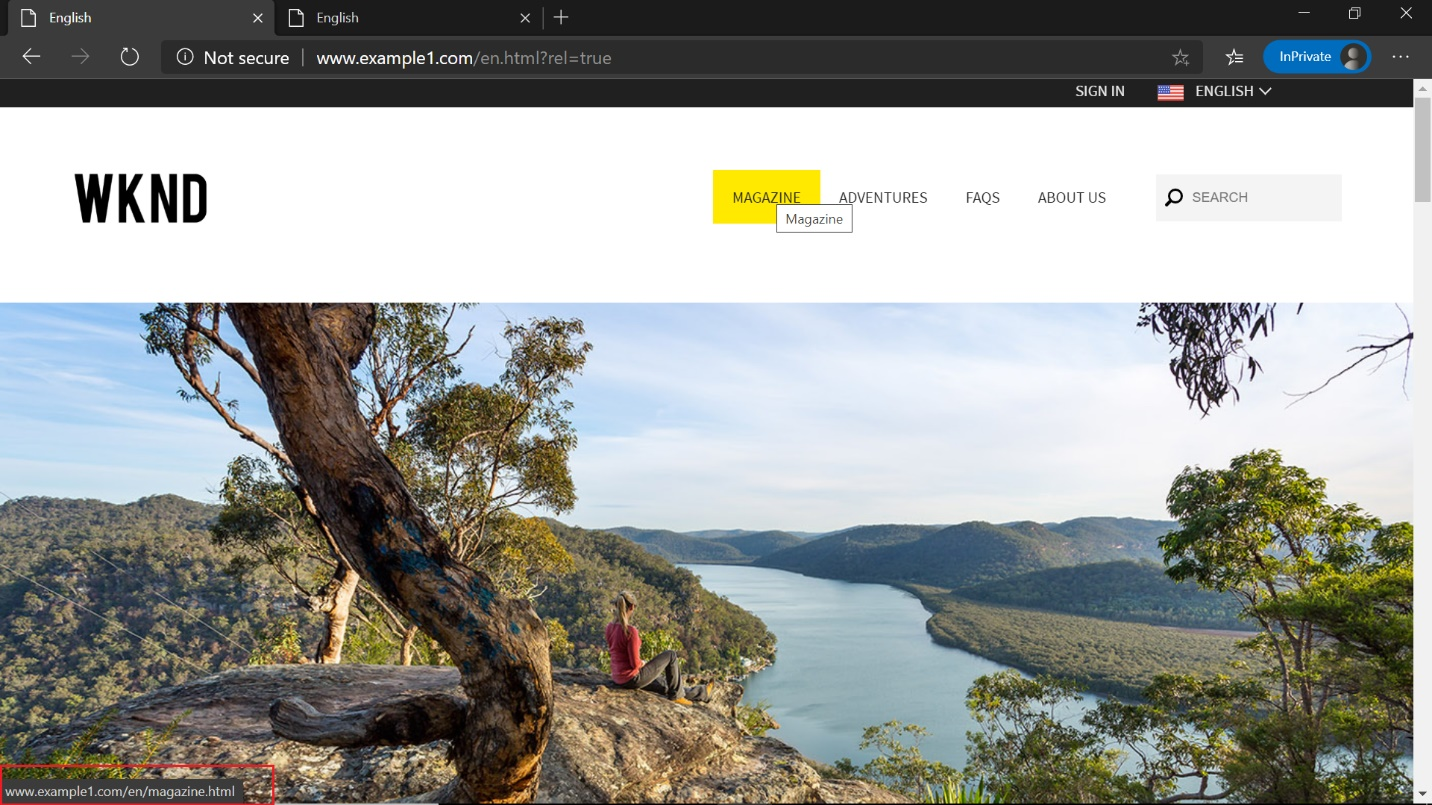 English
English
Not secure
www.example1.com/en.html?rel=true
InPrivate
SIGN IN
ENGLISH
WKND
MAGAZINE
ADVENTURES
FAQS
ABOUT US
SEARCH
Magazine
www.example1.com/en/magazine.html